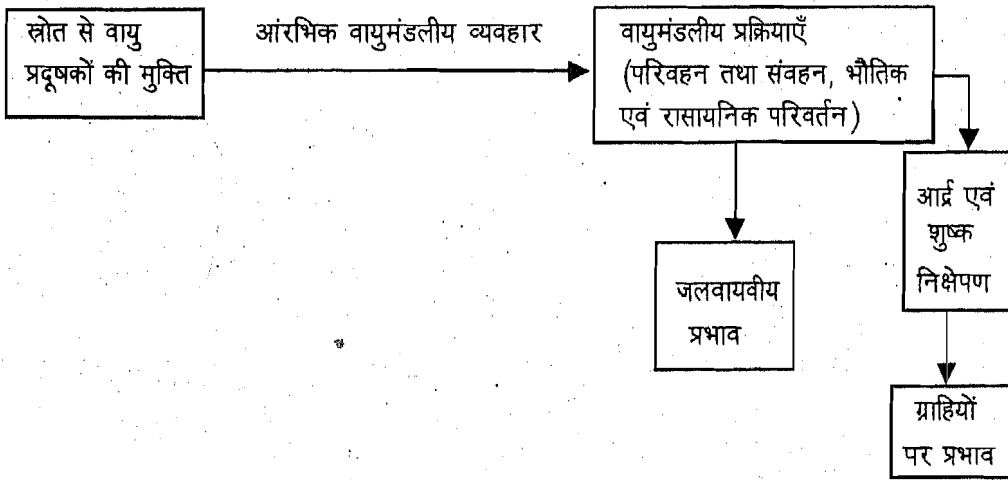 स्रोत से वायु
प्रदूषकों की मुक्ति
आंरभिक वायुमंडलीय व्यवहार
वायुमंडलीय प्रक्रियाएँ
(परिवहन तथा संवहन, भौतिक
एवं रासायनिक परिवर्तन)
जलवायवीय
प्रभाव
आर्द्र एवं
शुष्क
निक्षेपण
ग्राहियों
पर प्रभाव